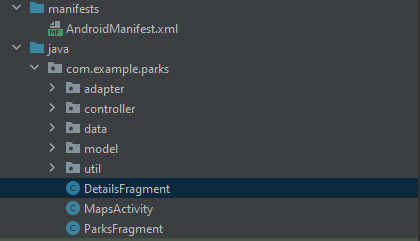 manifests
AndroidManifest.xml
java
com.example.parks
adapter
controller
data
model
util
C DetailsFragment
C MapsActivity
C ParksFragment